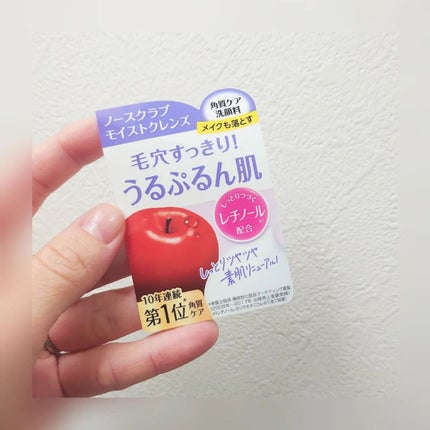 ノースクラブ
モイストクレンズ
角質ケア
洗顔料
メイクも落とす
毛穴すっきり!
うるぷるん肌
しっとりつづく
レチノール*
配合
しっとりツヤツヤ
素肌リニューアル!
10年連続
第1位*角質
ケア